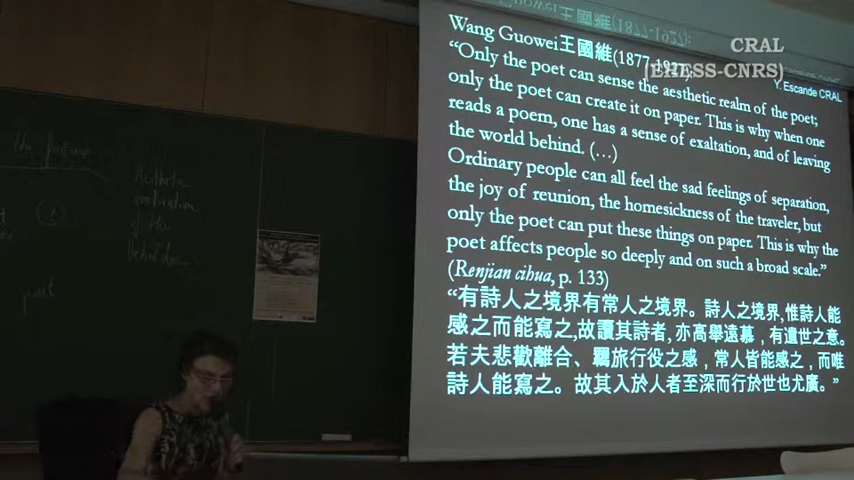 Wang Guowei王國維(1877-1927):
“Only the poet can sense the aesthetic realm of the poet;
only the poet can create it on paper. This is why when one
reads a poem, one has a sense of exaltation, and of leaving
the world behind. (…)
Ordinary people can all feel the sad feelings of separation,
the joy of reunion, the homesickness of the traveler, but
only the poet can put these things on paper. This is why the
poet affects people so deeply and on such a broad scale.”
(Renjian cihua, p. 133)
“有詩人之境界有常人之境界。詩人之境界,惟詩人能
感之而能寫之,故讀其詩者, 亦高舉遠慕，有遺世之意。
若夫悲歡離合、羈旅行役之感，常人皆能感之，而唯
詩人能寫之。故其入於人者至深而行於世也尤廣。”
CRAL
(EHESS-CNRS)
Y. Escande CRAL
Aesthetic
evaluation
of the